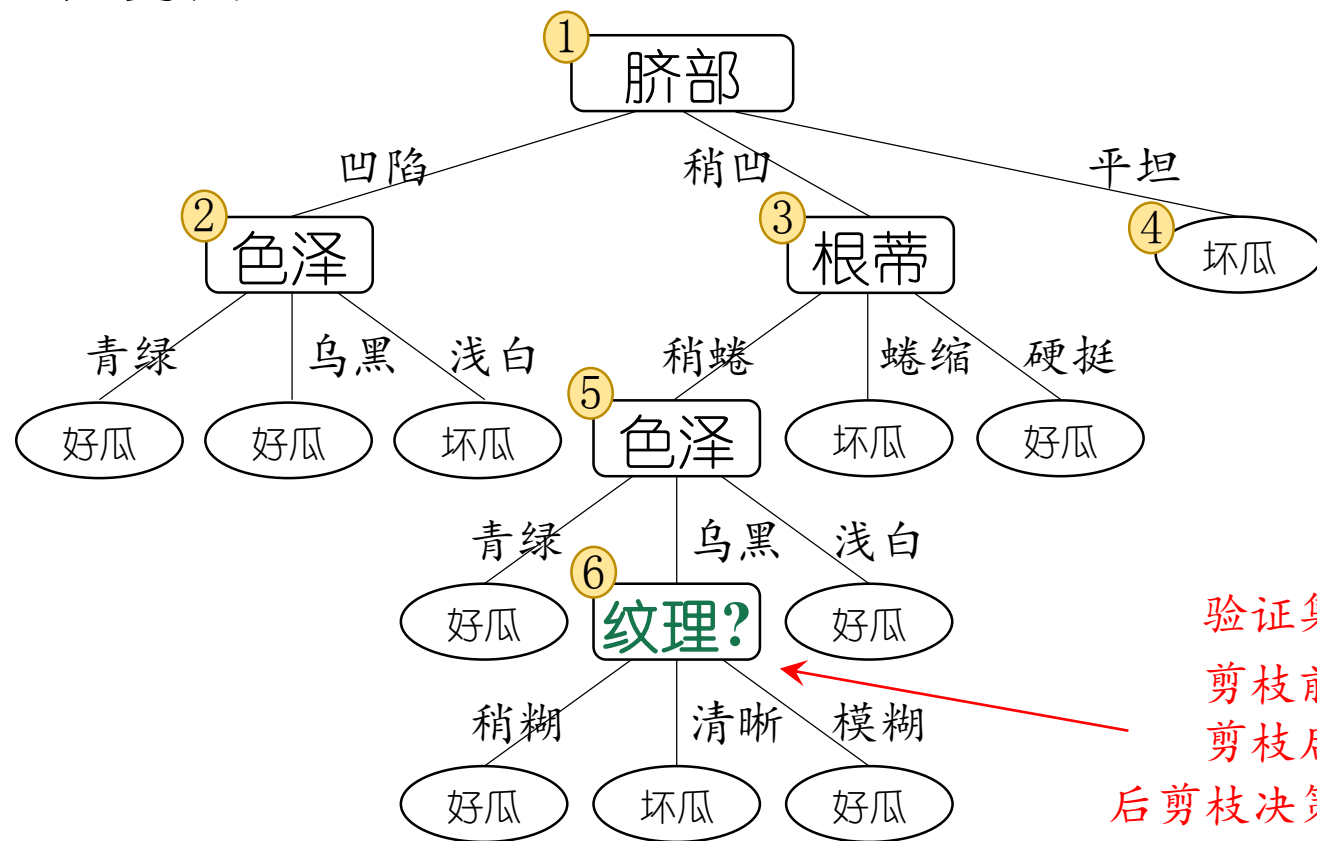 1
脐部
凹陷
稍凹
平坦
2
色泽
3
根蒂
4
坏瓜
青绿
乌黑
浅白
稍蜷
蜷缩
硬挺
好瓜
好瓜
坏瓜
5
色泽
坏瓜
好瓜
青绿
乌黑
浅白
好瓜
6
纹理?
好瓜
验证集
剪枝前
剪枝后
后剪枝决策
稍糊
清晰
模糊
好瓜
坏瓜
好瓜